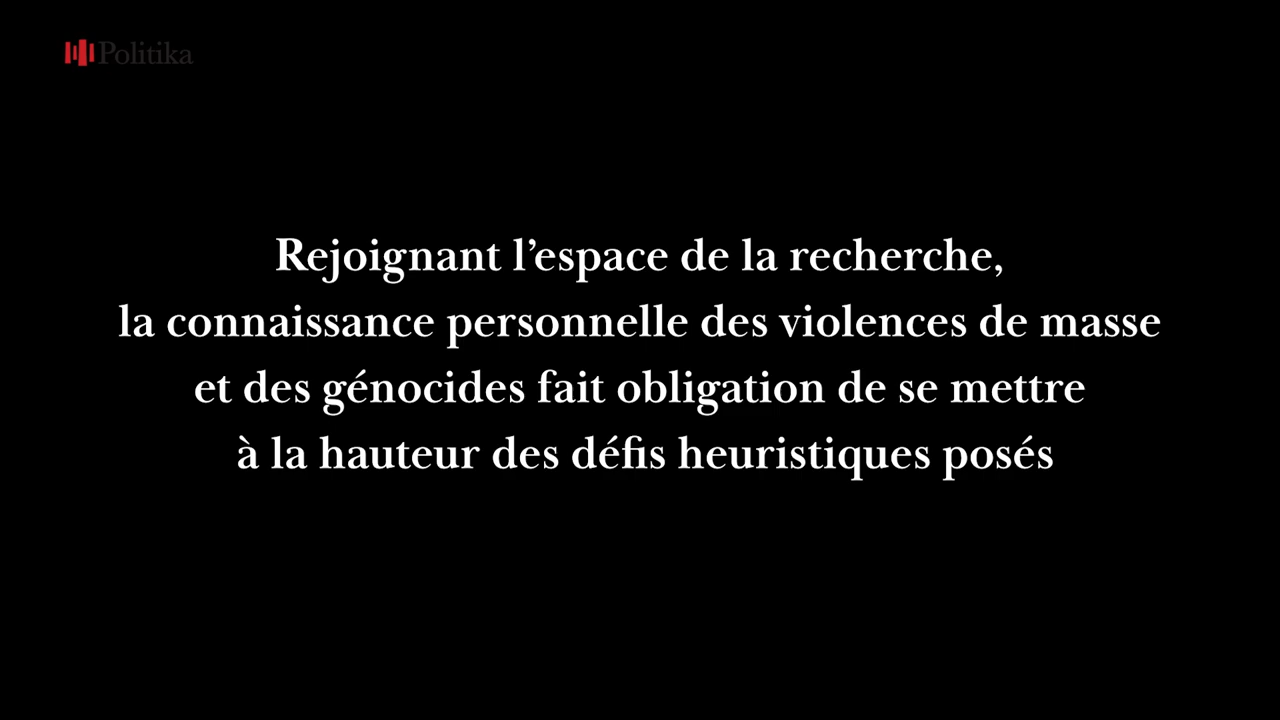 Politika
Rejoignant l’espace de la recherche,
la connaissance personnelle des violences de masse
et des génocides fait obligation de se mettre
à la hauteur des défis heuristiques posés